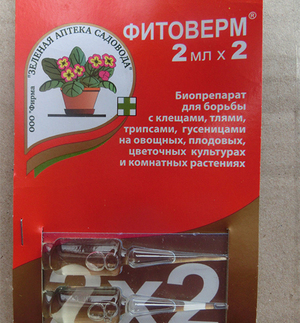 ФИТОВЕРМ®
2 мл х 2
ООО "Фирма "ЗЕЛЕНАЯ АПТЕКА САДОВОДА"
Биопрепарат
для борьбы
с клещами, тлями,
трипсами, гусеницами
на овощных, плодовых,
цветочных культурах
и комнатных растениях
2х2